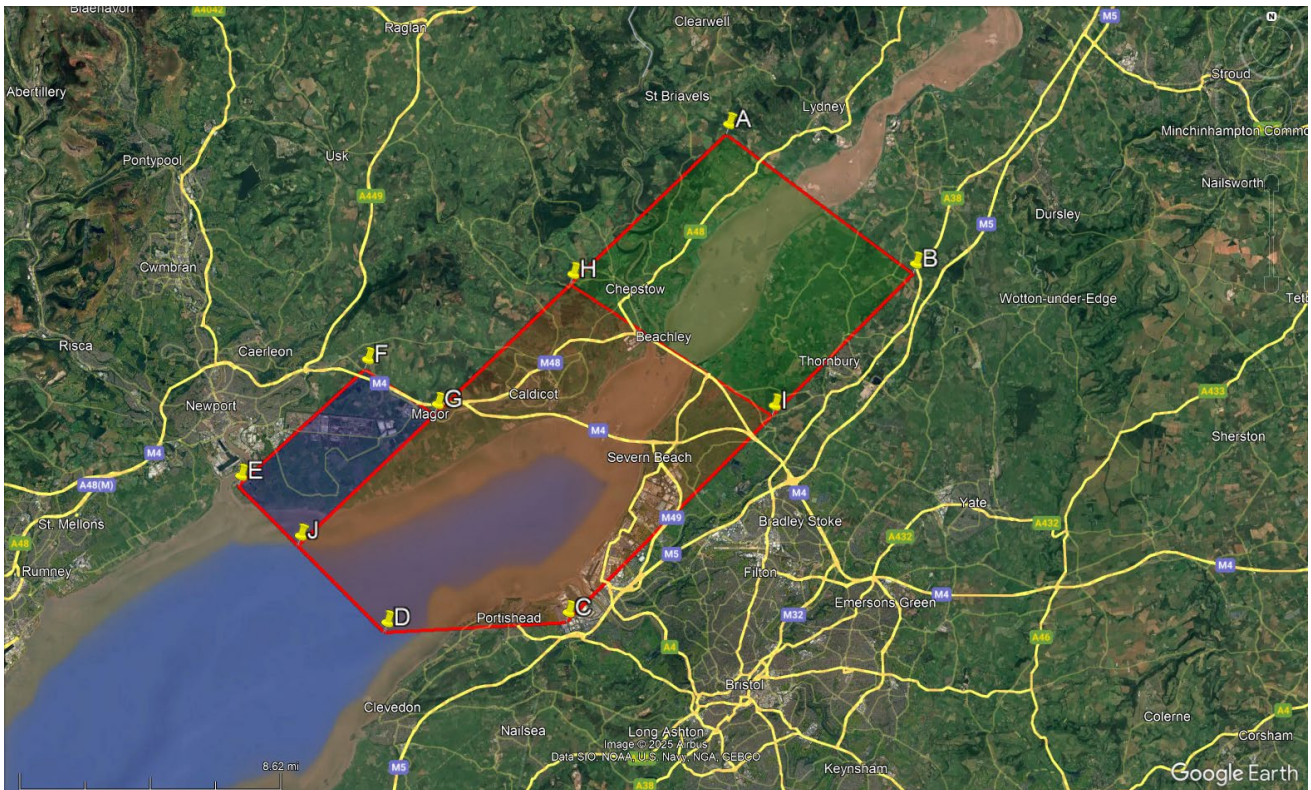 Blaenavon
A4042
Raglan
Clearwell
M5
N
Abertillery
St Briavels
Lydney
Stroud
A
Minchinhampton Commo
Pontypool
Usk
Nailsworth
A449
A38
Dursley
M5
A48
Cwmbran
H
B
Chepstow
Wotton-under-Edge
Tet
Beachley
Risca
Caerleon
F
M48
Thornbury
M4
A433
Newport
G
Caldicot
I
Magor
M4
Sherston
M4
Severn Beach
E
A48(M)
M4
Yate
St. Mellons
M49
Bradley Stoke
A432
J
A432
A48
M5
M4
Rumney
Filton
M4
Emersons Green
D
Portishead
C
M32
A46
A4
Bristol
Clevedon
A4
Nailsea
Long Ashton
Colerne
Image © 2025 Airbus
Corsham
Data SIO, NOAA, U.S. Navy, NGA, GEBCO
8.62 mi
M5
Keynsham
A38
Google Earth